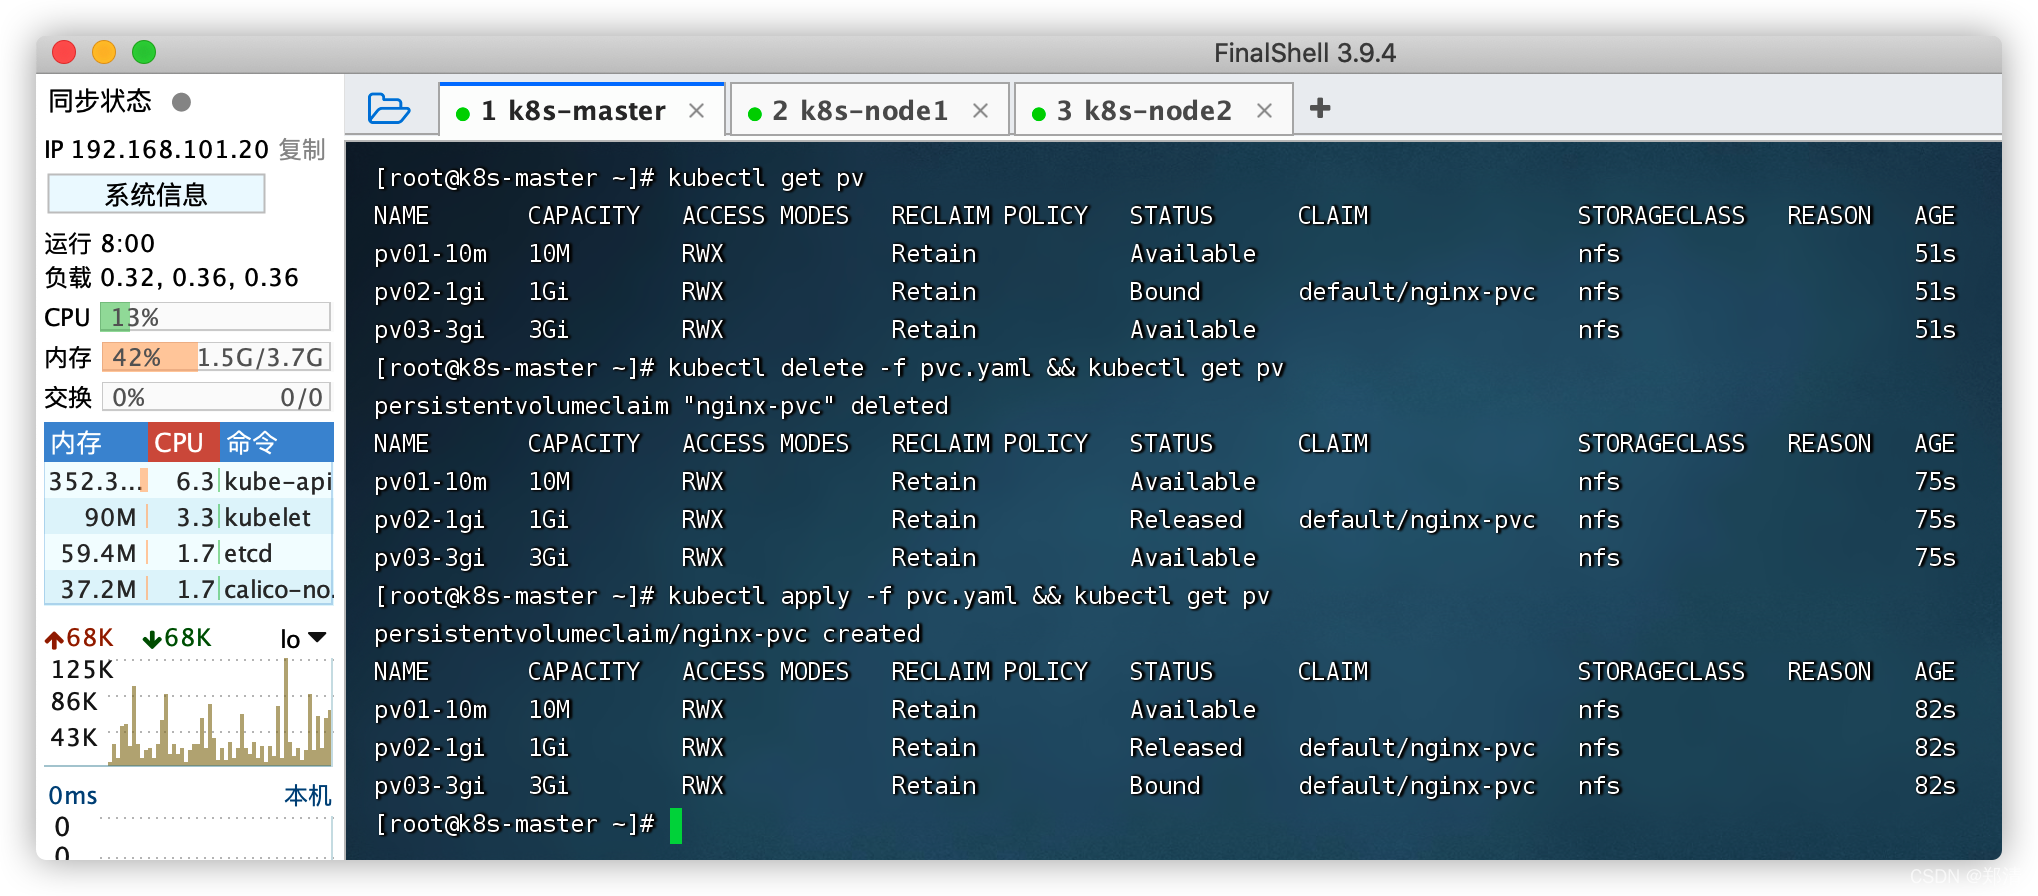 FinalShell 3.9.4
同步状态
1 k8s-master × 2 k8s-node1 × 3 k8s-node2 × +
IP 192.168.101.20 复制
系统信息
运行 8:00
负载 0.32, 0.36, 0.36
CPU 13%
内存 42% 1.5G/3.7G
交换 0% 0/0
内存 CPU 命令
352.3... 6.3 kube-api
90M 3.3 kubelet
59.4M 1.7 etcd
37.2M 1.7 calico-no.
68K 68K lo
125K
86K
43K
0ms 本机
0
0
[root@k8s-master ~]# kubectl get pv
NAME CAPACITY ACCESS MODES RECLAIM POLICY STATUS CLAIM STORAGECLASS REASON AGE
pv01-10m 10M RWX Retain Available nfs 51s
pv02-1gi 1Gi RWX Retain Bound default/nginx-pvc nfs 51s
pv03-3gi 3Gi RWX Retain Available nfs 51s
[root@k8s-master ~]# kubectl delete -f pvc.yaml && kubectl get pv
persistentvolumeclaim "nginx-pvc" deleted
NAME CAPACITY ACCESS MODES RECLAIM POLICY STATUS CLAIM STORAGECLASS REASON AGE
pv01-10m 10M RWX Retain Available nfs 75s
pv02-1gi 1Gi RWX Retain Released default/nginx-pvc nfs 75s
pv03-3gi 3Gi RWX Retain Available nfs 75s
[root@k8s-master ~]# kubectl apply -f pvc.yaml && kubectl get pv
persistentvolumeclaim/nginx-pvc created
NAME CAPACITY ACCESS MODES RECLAIM POLICY STATUS CLAIM STORAGECLASS REASON AGE
pv01-10m 10M RWX Retain Available nfs 82s
pv02-1gi 1Gi RWX Retain Released default/nginx-pvc nfs 82s
pv03-3gi 3Gi RWX Retain Bound default/nginx-pvc nfs 82s
[root@k8s-master ~]#
CSDN